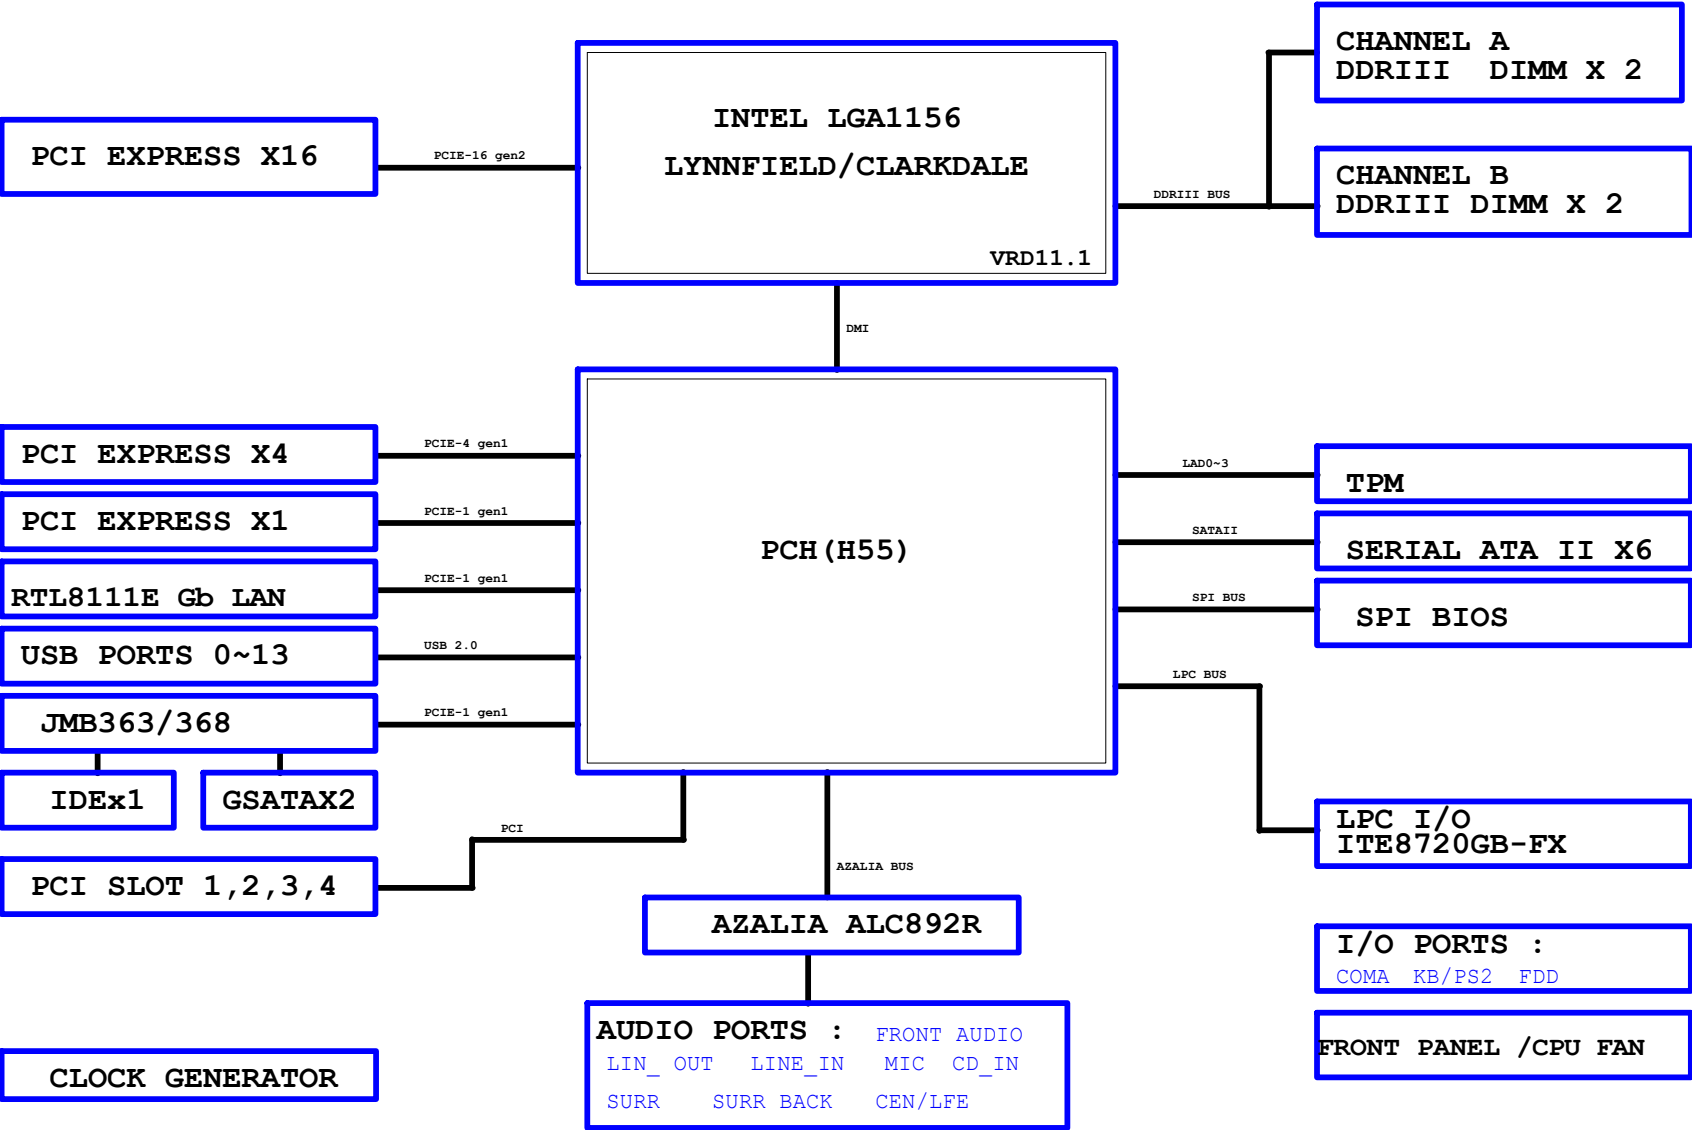 CHANNEL A
DDRIII DIMM X 2
INTEL LGA1156
LYNNFIELD/CLARKDALE
VRD11.1
PCI EXPRESS X16
PCIE-16 gen2
DDRIII BUS
CHANNEL B
DDRIII DIMM X 2
DMI
PCI EXPRESS X4
PCIE-4 gen1
PCI EXPRESS X1
PCIE-1 gen1
RTL8111E Gb LAN
PCIE-1 gen1
USB PORTS 0~13
USB 2.0
JMB363/368
PCIE-1 gen1
IDEx1
GSATAX2
PCI
PCI SLOT 1,2,3,4
PCH(H55)
LAD0~3
TPM
SATAII
SERIAL ATA II X6
SPI BUS
SPI BIOS
LPC BUS
LPC I/O
ITE8720GB-FX
AZALIA BUS
AZALIA ALC892R
I/O PORTS :
COMA KB/PS2 FDD
AUDIO PORTS : FRONT AUDIO
LIN_ OUT LINE_IN MIC CD_IN
SURR SURR BACK CEN/LFE
FRONT PANEL /CPU FAN
CLOCK GENERATOR